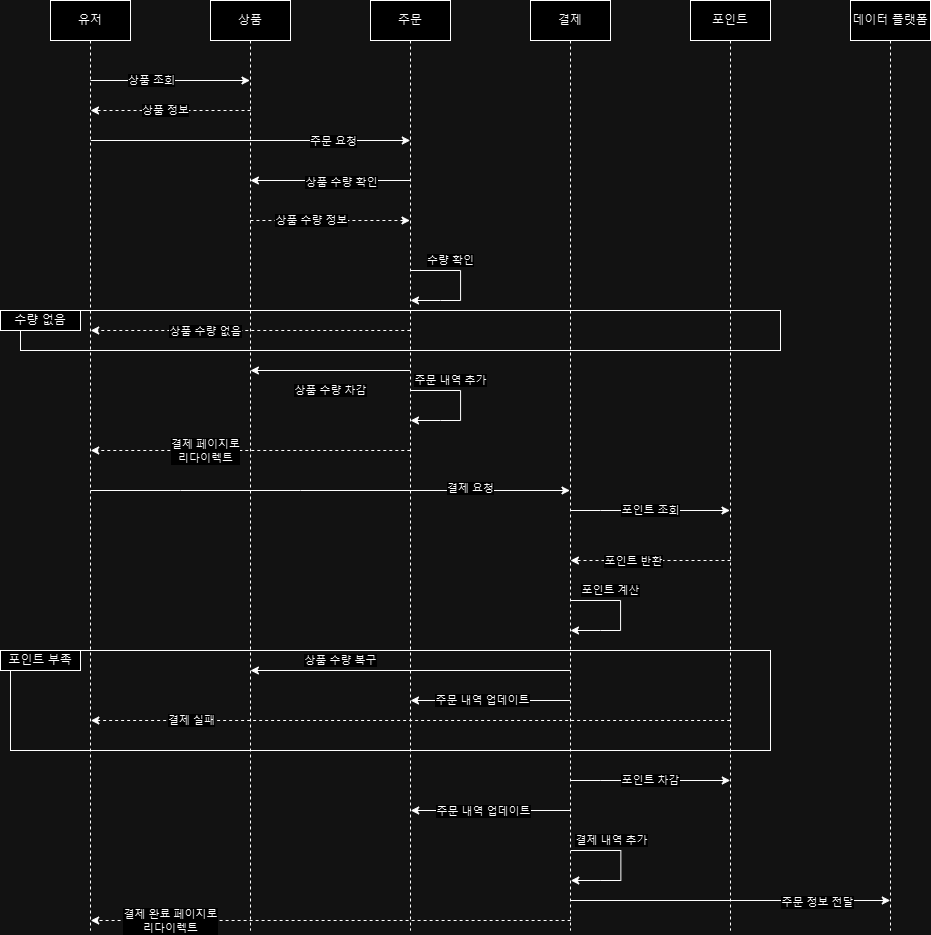 유저
상품
주문
결제
포인트
데이터 플랫폼
상품 조회
상품 정보
주문 요청
상품 수량 확인
상품 수량 정보
수량 확인
수량 없음
상품 수량 없음
주문 내역 추가
상품 수량 차감
결제 페이지로
리다이렉트
결제 요청
포인트 조회
포인트 반환
포인트 계산
포인트 부족
상품 수량 복구
주문 내역 업데이트
결제 실패
포인트 차감
주문 내역 업데이트
결제 내역 추가
주문 정보 전달
결제 완료 페이지로
리다이렉트